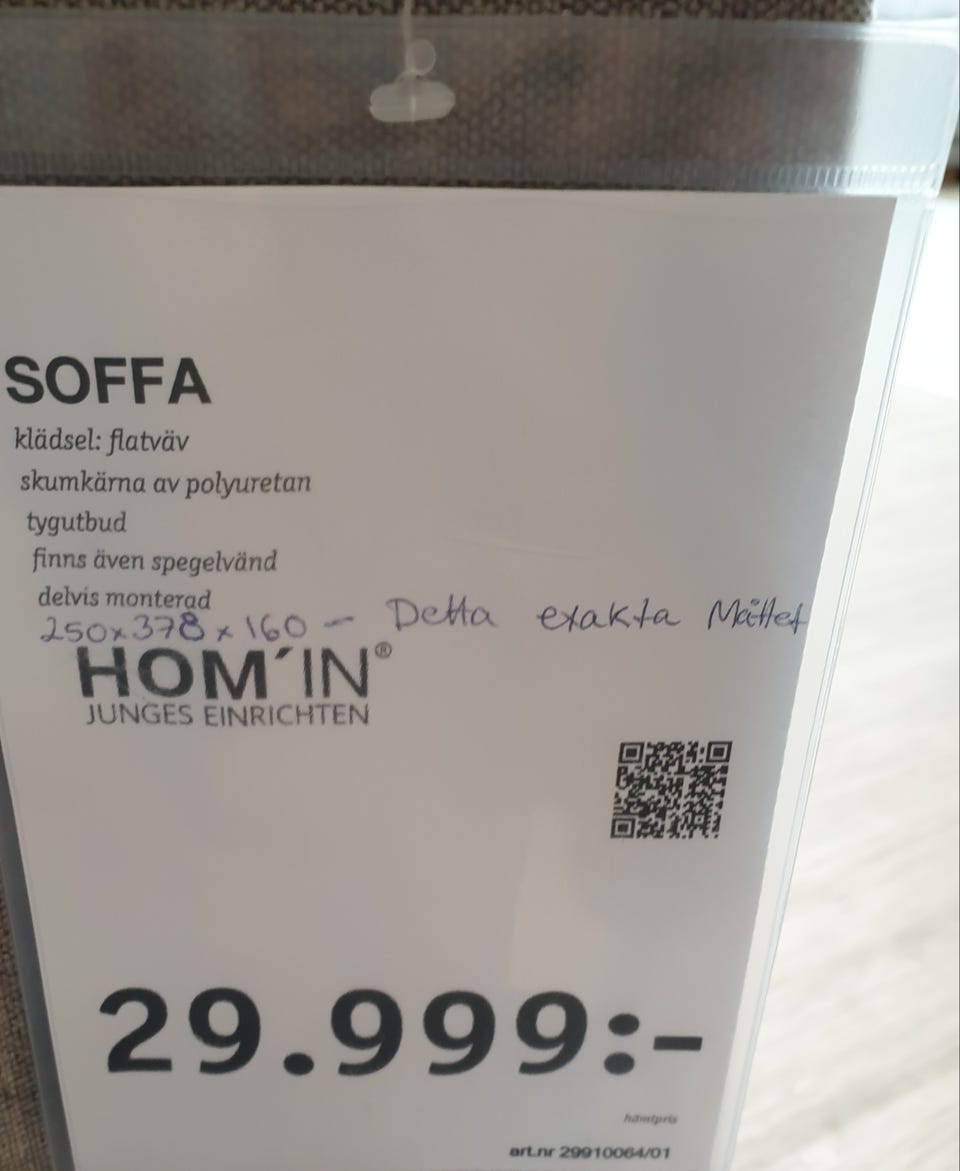 SOFFA
klädsel: flatväv
skumkärna av polyuretan
tygutbud
finns även spegelvänd
delvis monterad
250x378x160 - Detta exakta Måttet
HOM´IN®
JUNGES EINRICHTEN
29.999:-
hämtpris
art.nr 29910064/01